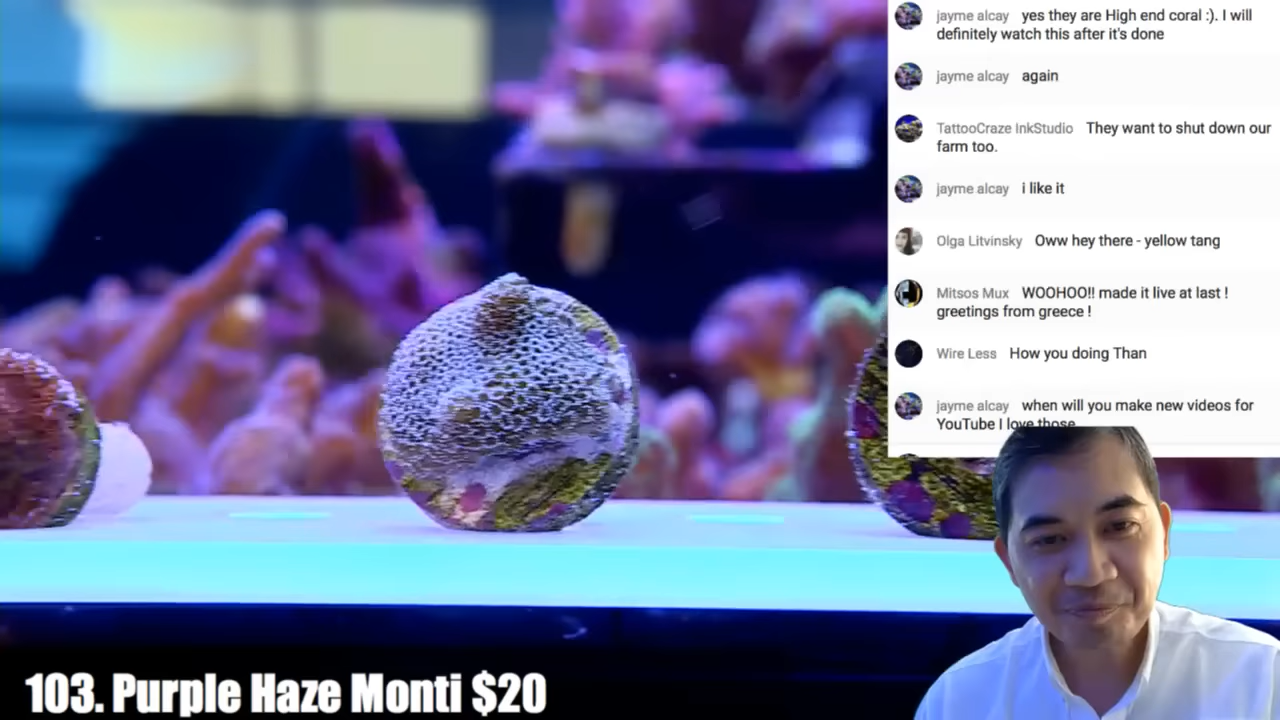 jayme alcay yes they are High end coral :). I will
definitely watch this after it's done
jayme alcay again
TattooCraze InkStudio They want to shut down our
farm too.
jayme alcay i like it
Olga Litvinsky Oww hey there - yellow tang
Mitsos Mux WOOHOO!! made it live at last !
greetings from greece !
Wire Less How you doing Than
jayme alcay when will you make new videos for
YouTube I love those
103. Purple Haze Monti $20